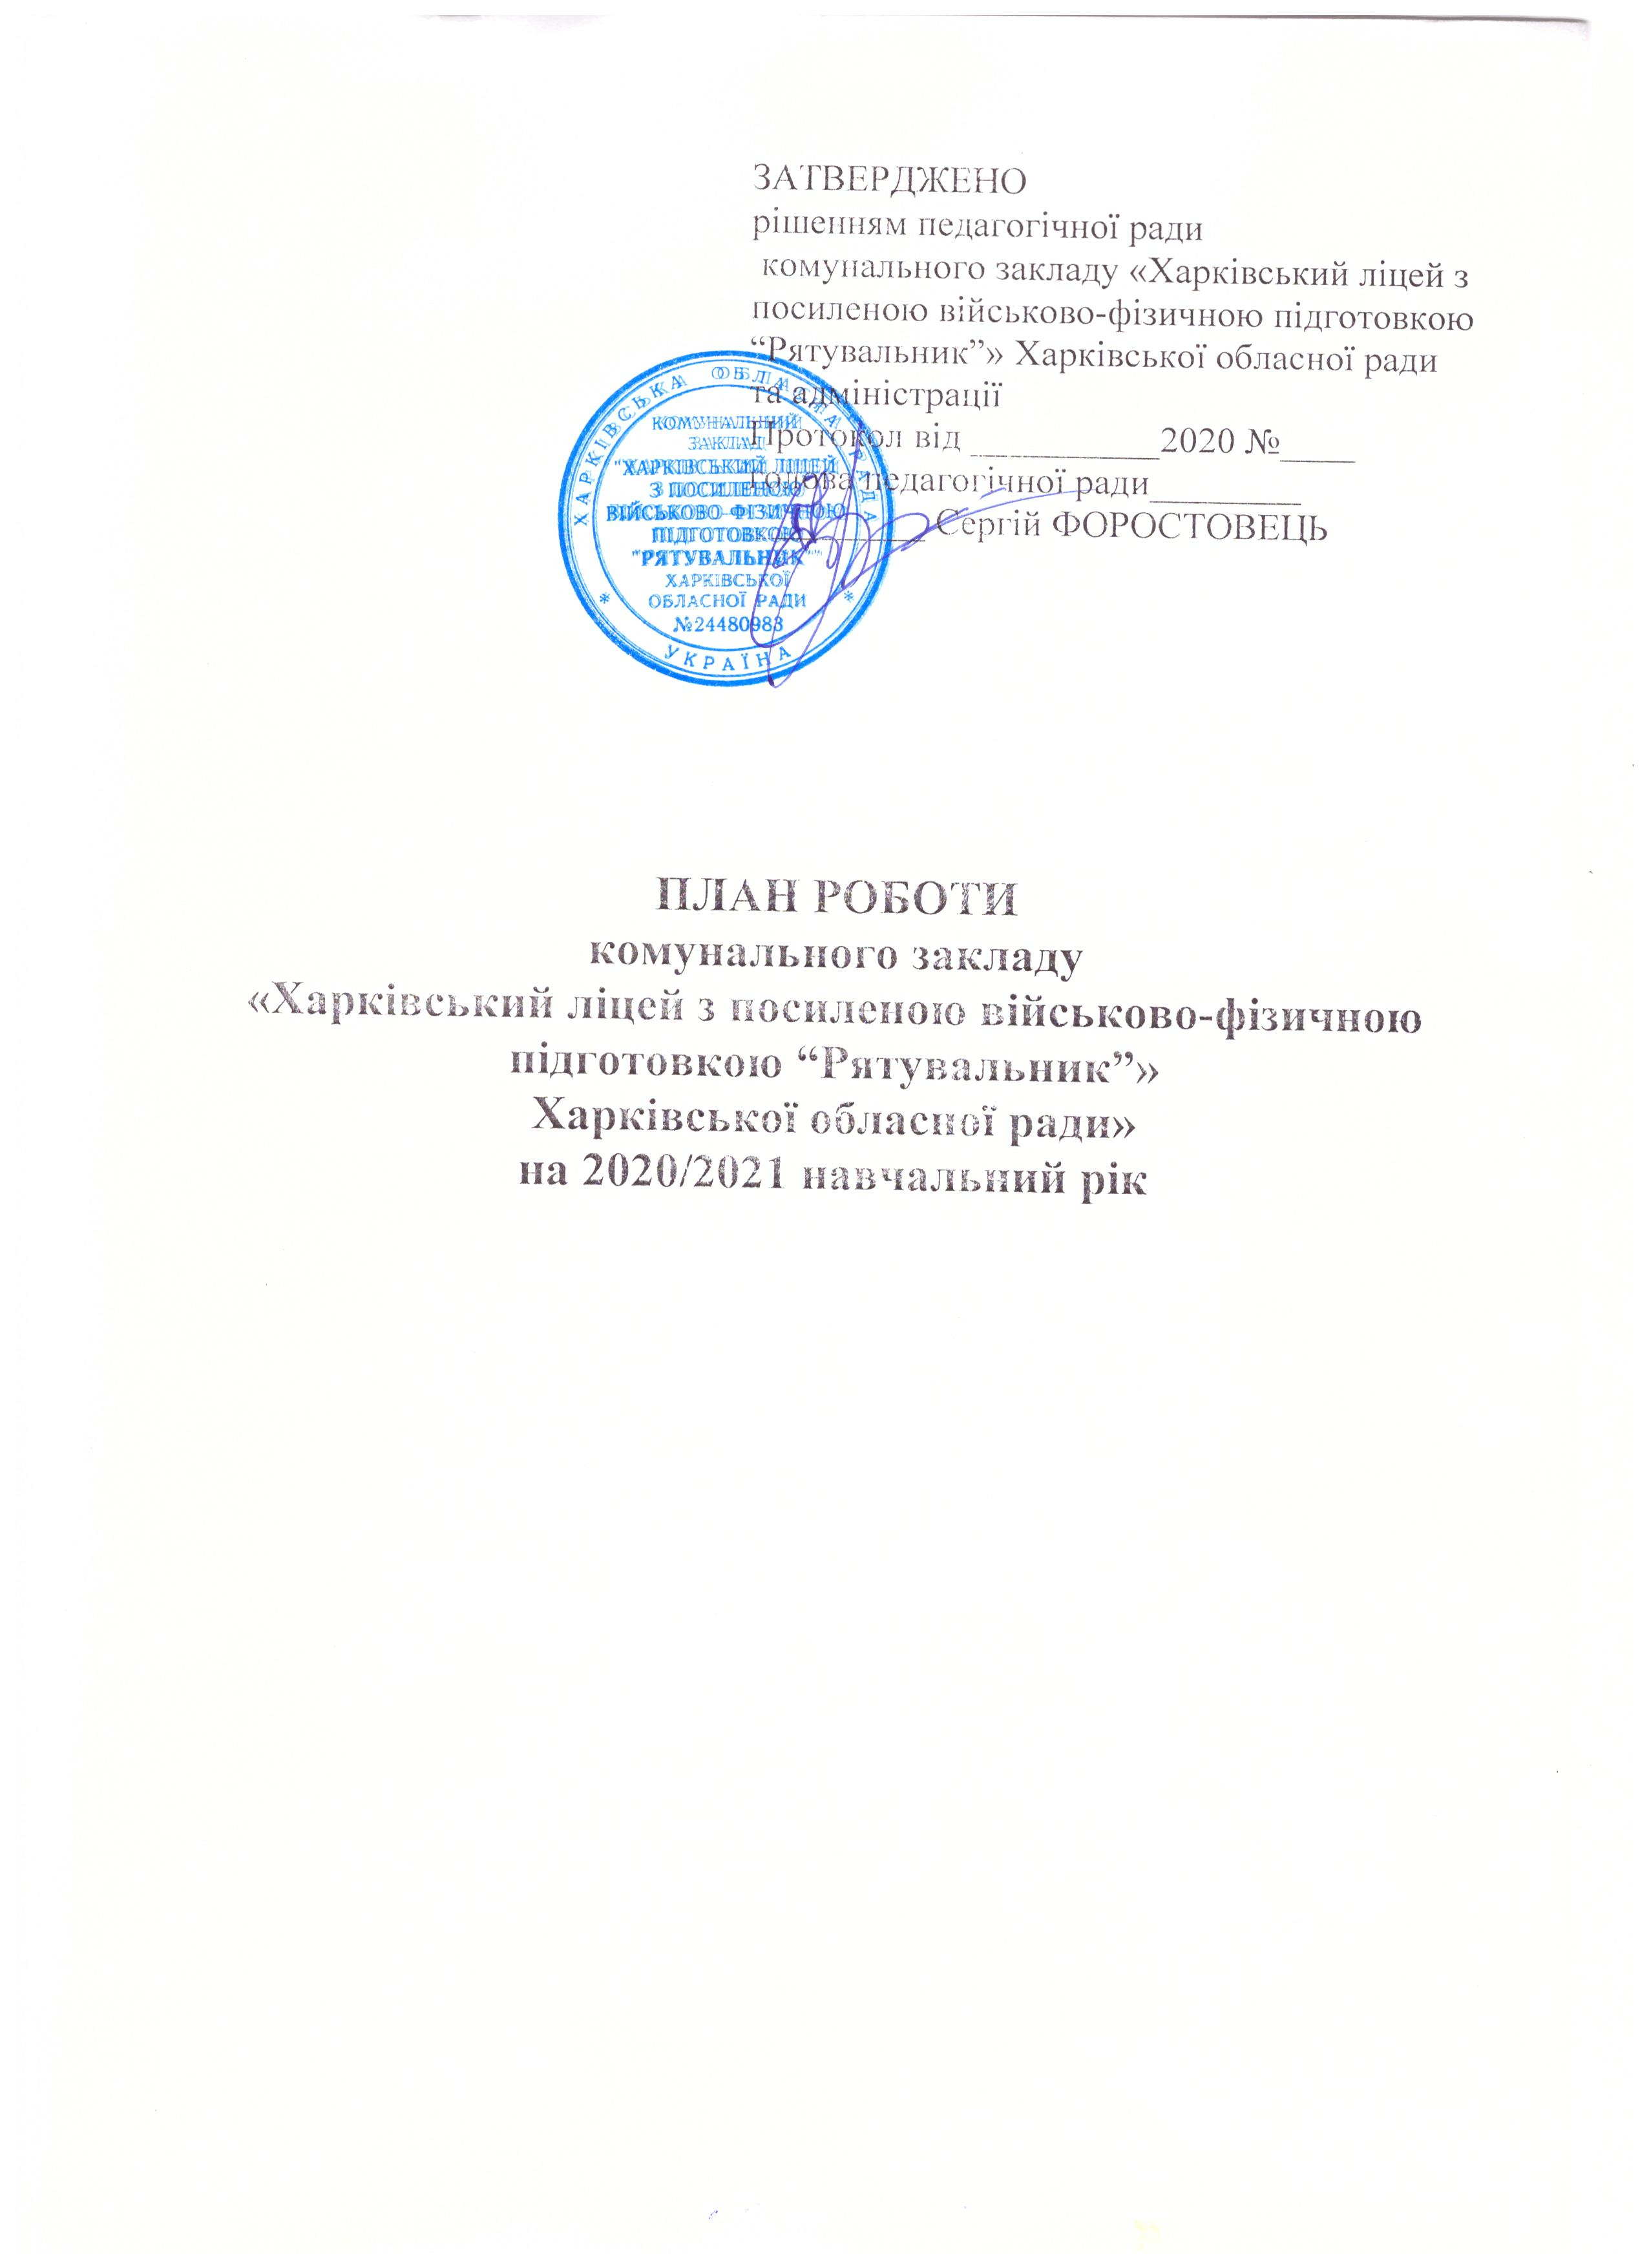 ЗАТВЕРДЖЕНО
рішенням педагогічної ради
комунального закладу «Харківський ліцей з
посиленою військово-фізичною підготовкою
“Рятувальник”» Харківської обласної ради
та адміністрації
Протокол від __________2020 №____
Голова педагогічної ради________
________ Сергій ФОРОСТОВЕЦЬ
ХАРКІВСЬКА ОБЛАСНА РАДА
КОМУНАЛЬНИЙ
ЗАКЛАД
"ХАРКІВСЬКИЙ ЛІЦЕЙ
З ПОСИЛЕНОЮ
ВІЙСЬКОВО-ФІЗИЧНОЮ
ПІДГОТОВКОЮ
"РЯТУВАЛЬНИК""
ХАРКІВСЬКОЇ
ОБЛАСНОЇ РАДИ
№24480983
* УКРАЇНА *
ПЛАН РОБОТИ
комунального закладу
«Харківський ліцей з посиленою військово-фізичною
підготовкою “Рятувальник”»
Харківської обласної ради»
на 2020/2021 навчальний рік